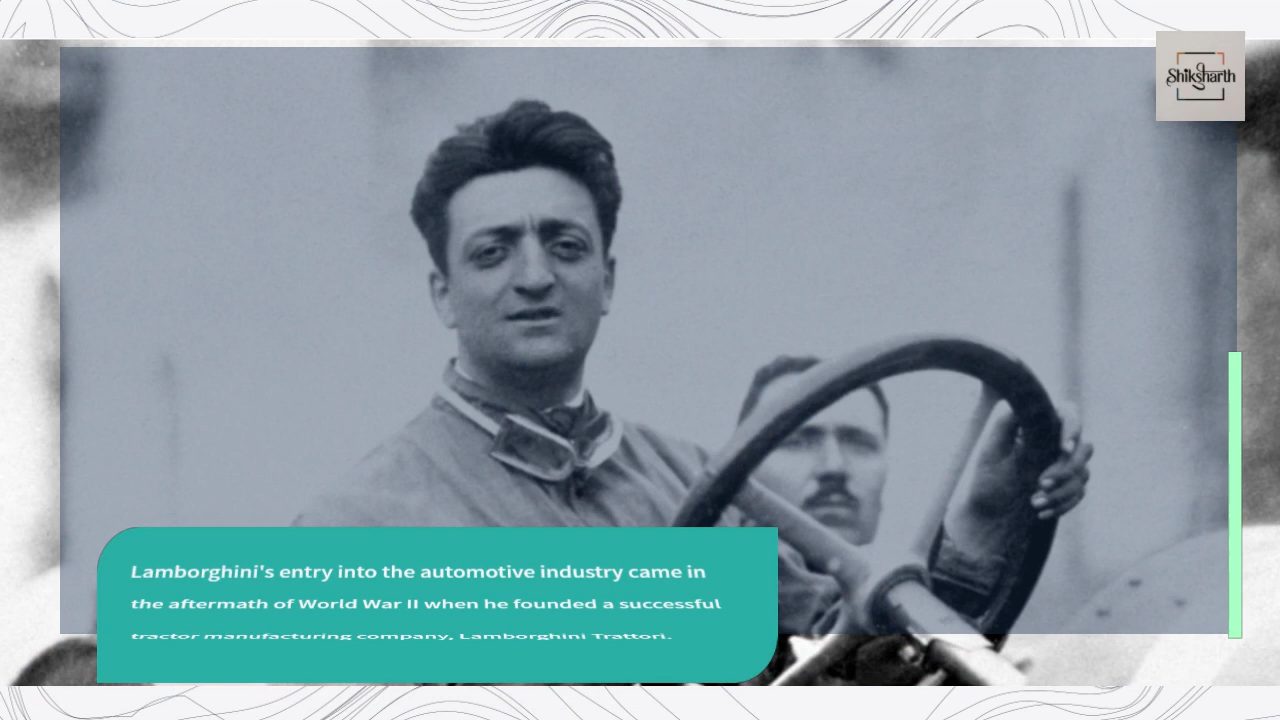 Shiksharth
Lamborghini's entry into the automotive industry came in
the aftermath of World War II when he founded a successful
tractor manufacturing company, Lamborghini Trattori.